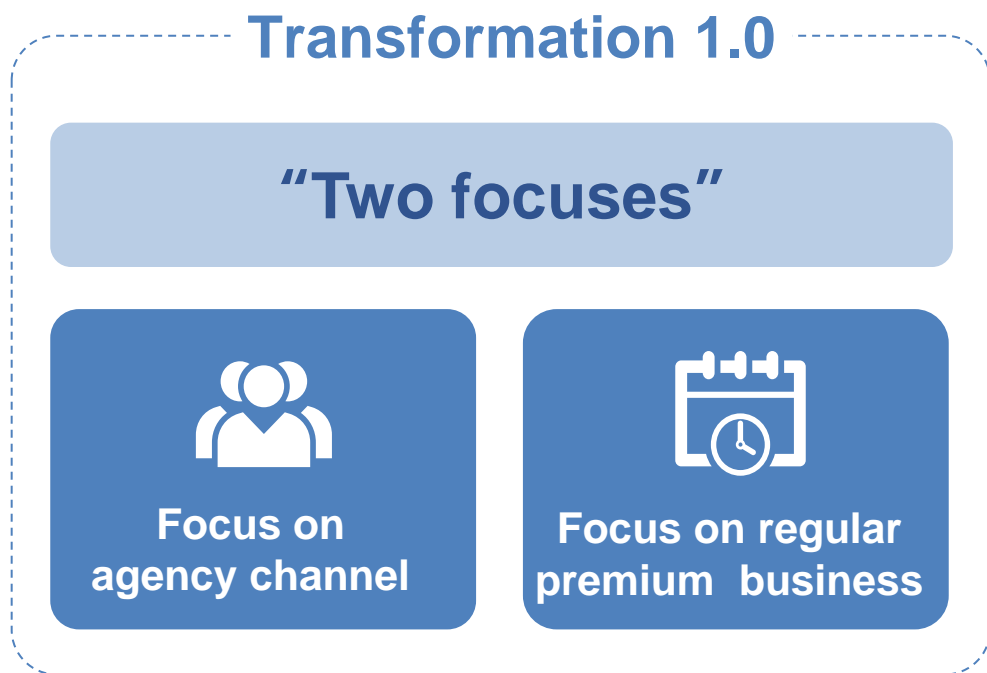 Transformation 1.0
“Two focuses”
Focus on
agency channel
Focus on regular
premium  business